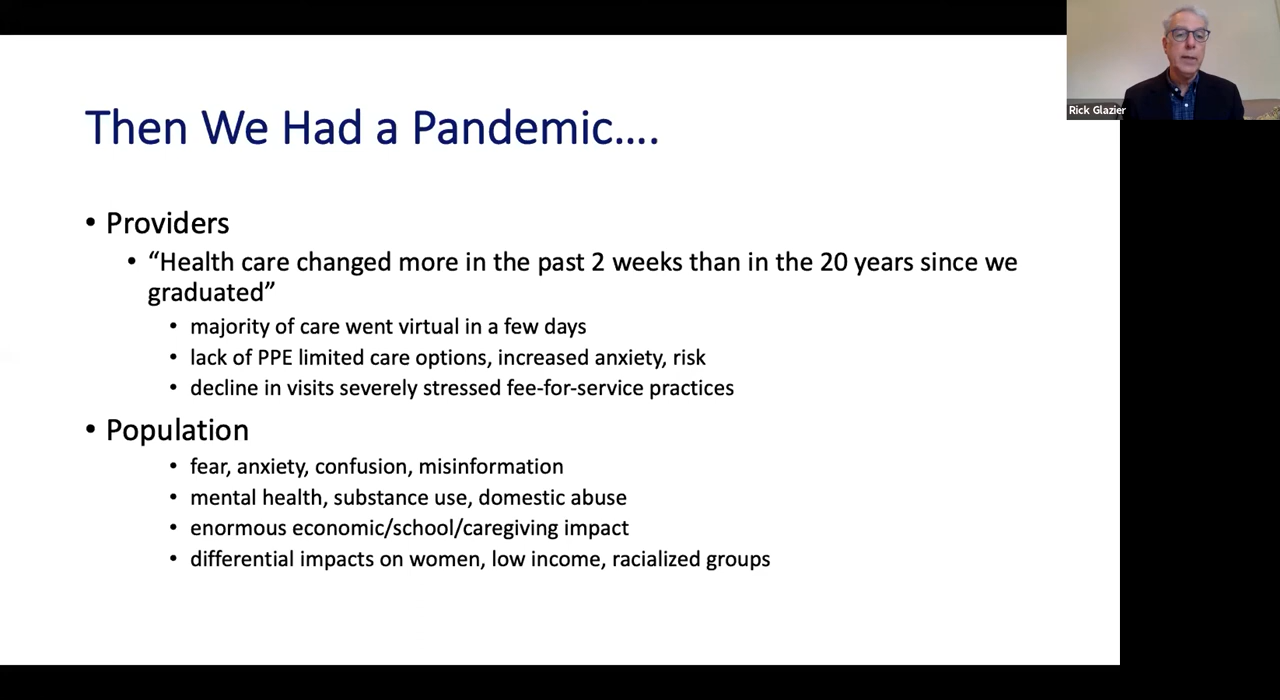 Then We Had a Pandemic....
• Providers
• “Health care changed more in the past 2 weeks than in the 20 years since we
graduated”
• majority of care went virtual in a few days
• lack of PPE limited care options, increased anxiety, risk
• decline in visits severely stressed fee-for-service practices
• Population
• fear, anxiety, confusion, misinformation
• mental health, substance use, domestic abuse
• enormous economic/school/caregiving impact
• differential impacts on women, low income, racialized groups
Rick Glazier